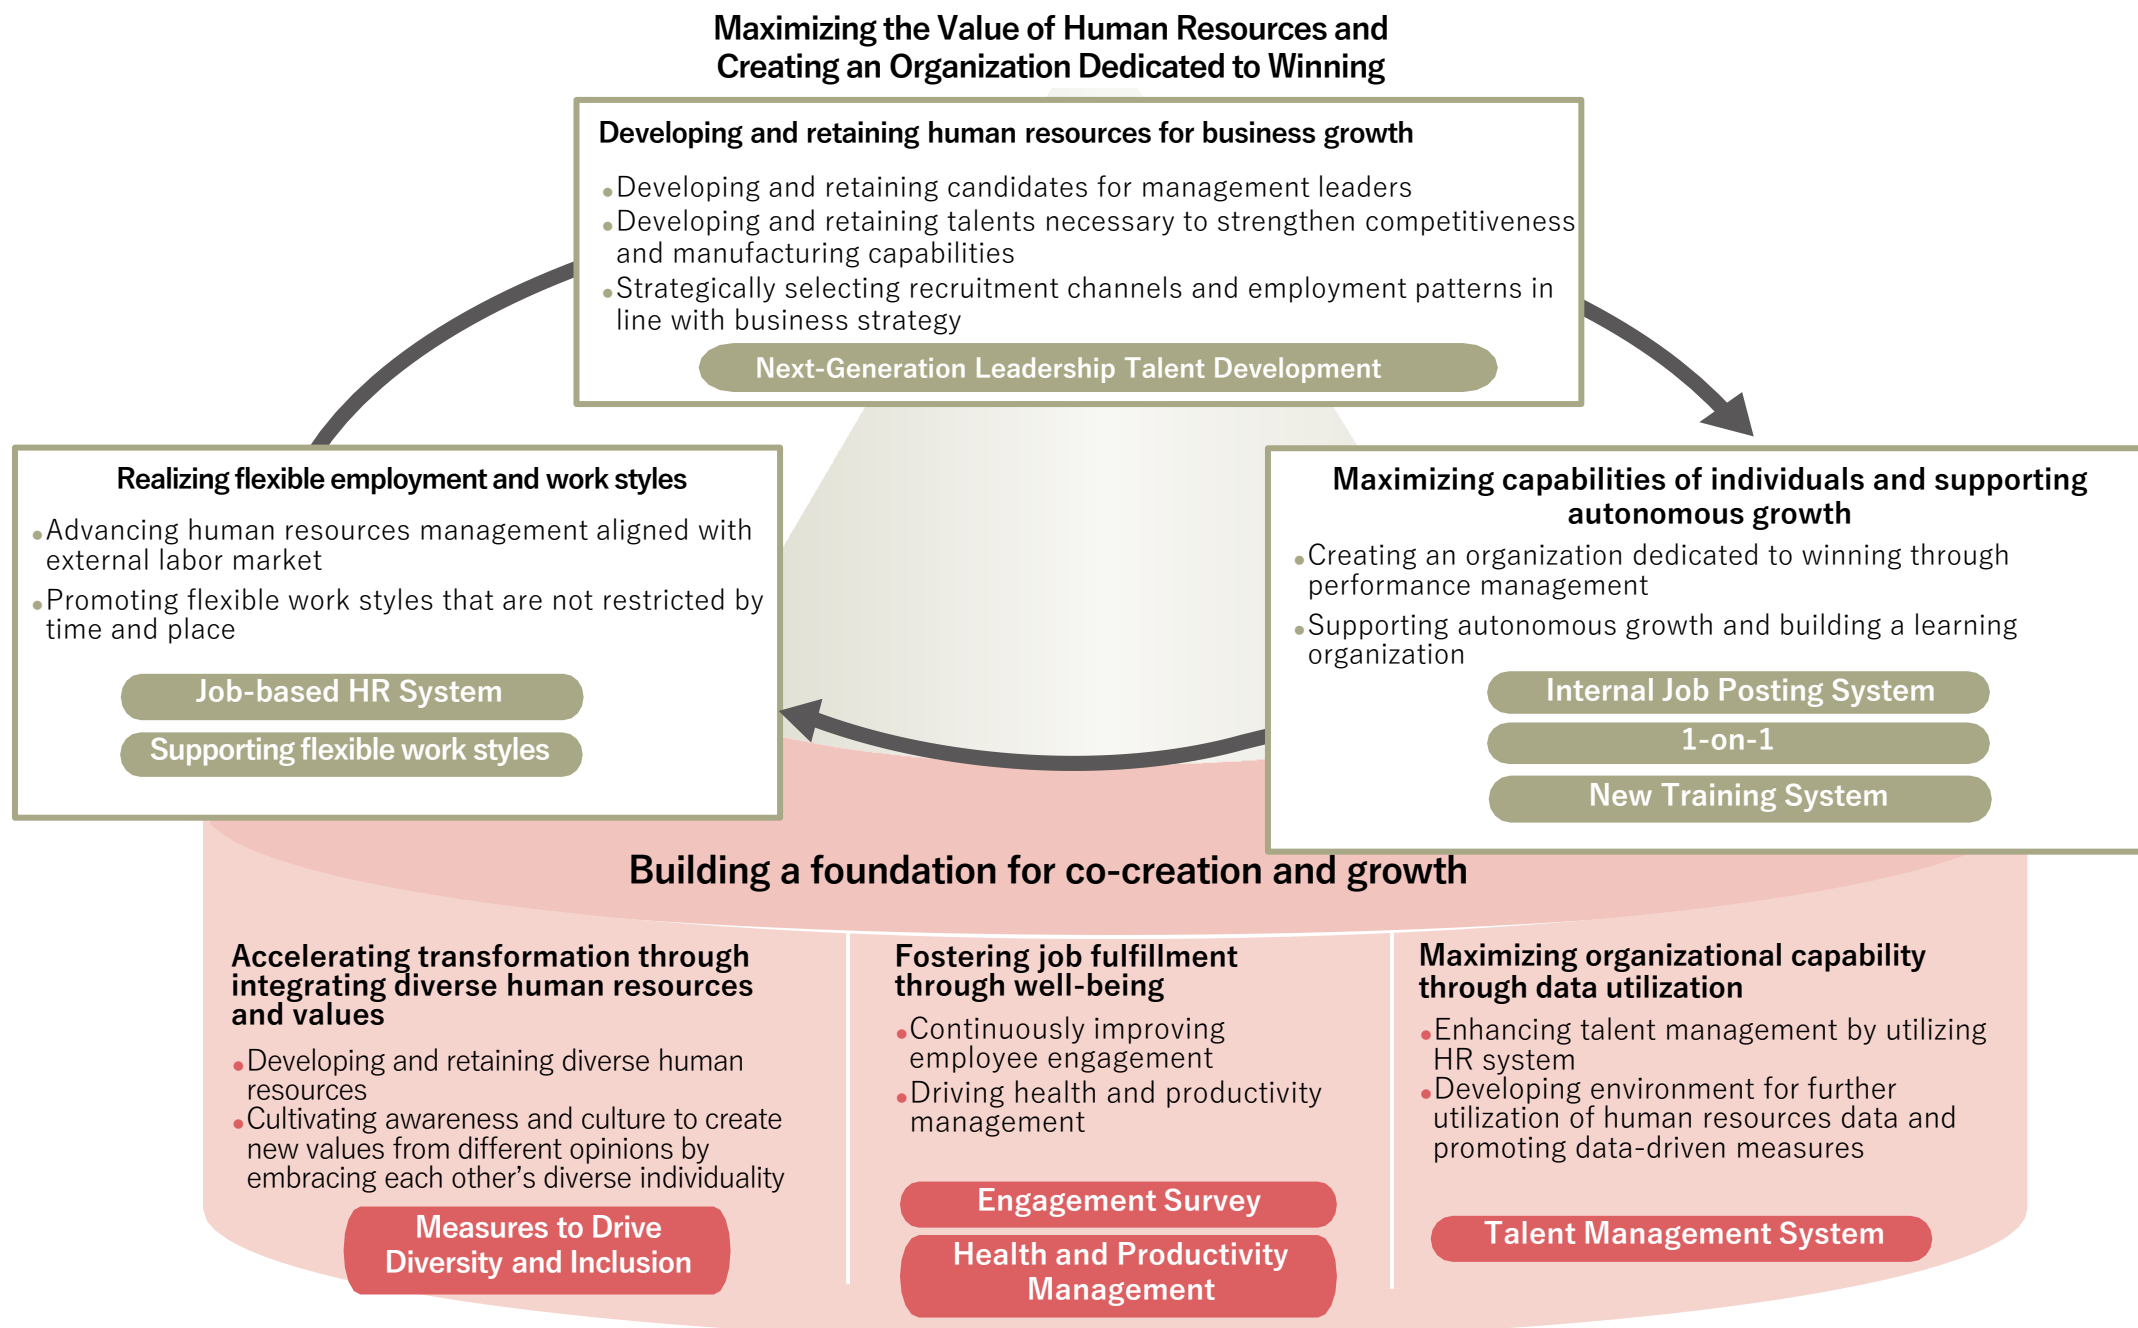 Maximizing the Value of Human Resources and
Creating an Organization Dedicated to Winning
Developing and retaining human resources for business growth
•Developing and retaining candidates for management leaders
•Developing and retaining talents necessary to strengthen competitiveness
and manufacturing capabilities
•Strategically selecting recruitment channels and employment patterns in
line with business strategy
Next-Generation Leadership Talent Development
Realizing flexible employment and work styles
•Advancing human resources management aligned with
external labor market
•Promoting flexible work styles that are not restricted by
time and place
Job-based HR System
Supporting flexible work styles
Maximizing capabilities of individuals and supporting
autonomous growth
•Creating an organization dedicated to winning through
performance management
•Supporting autonomous growth and building a learning
organization
Internal Job Posting System
1-on-1
New Training System
Building a foundation for co-creation and growth
Accelerating transformation through
integrating diverse human resources
and values
•Developing and retaining diverse human
resources
•Cultivating awareness and culture to create
new values from different opinions by
embracing each other’s diverse individuality
Measures to Drive
Diversity and Inclusion
Fostering job fulfillment
through well-being
•Continuously improving
employee engagement
•Driving health and productivity
management
Engagement Survey
Health and Productivity
Management
Maximizing organizational capability
through data utilization
•Enhancing talent management by utilizing
HR system
•Developing environment for further
utilization of human resources data and
promoting data-driven measures
Talent Management System